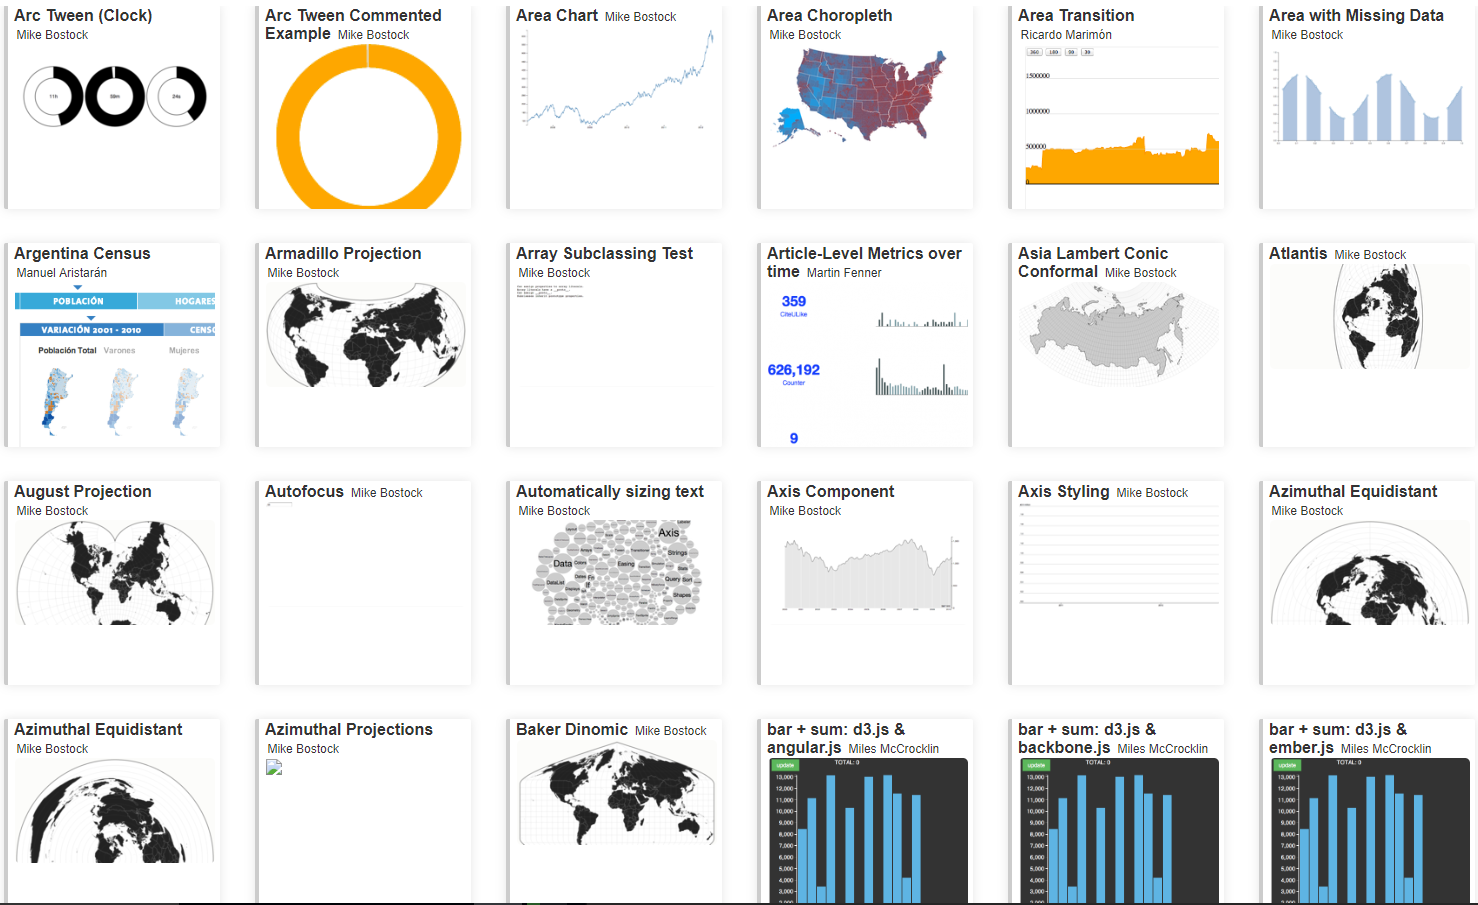 Arc Tween (Clock)
Mike Bostock
11h
59m
24s
Arc Tween Commented
Example Mike Bostock
Area Chart Mike Bostock
Area Choropleth
Mike Bostock
Area Transition
Ricardo Marimón
360 180 90 30
1500000
1000000
500000
0
Area with Missing Data
Mike Bostock
Argentina Census
Manuel Aristarán
POBLACIÓN HOGARES
VARIACIÓN 2001 - 2010 CENSO
Población Total Varones Mujeres
Armadillo Projection
Mike Bostock
Array Subclassing Test
Mike Bostock
Article-Level Metrics over
time Martin Fenner
359
CiteULike
626,192
Counter
9
Asia Lambert Conic
Conformal Mike Bostock
Atlantis Mike Bostock
August Projection
Mike Bostock
Autofocus Mike Bostock
Automatically sizing text
Mike Bostock
Axis
Strings
Data
Easing
DataList
Query Sort
Shapes
Axis Component
Mike Bostock
Axis Styling Mike Bostock
Azimuthal Equidistant
Mike Bostock
Azimuthal Equidistant
Mike Bostock
Azimuthal Projections
Mike Bostock
Baker Dinomic Mike Bostock
bar + sum: d3.js &
angular.js Miles McCrocklin
update TOTAL: 0
13,000
12,000
11,000
10,000
9,000
8,000
7,000
6,000
5,000
4,000
3,000
bar + sum: d3.js &
backbone.js Miles McCrocklin
update TOTAL: 0
13,000
12,000
11,000
10,000
9,000
8,000
7,000
6,000
5,000
4,000
3,000
bar + sum: d3.js &
ember.js Miles McCrocklin
update TOTAL: 0
13,000
12,000
11,000
10,000
9,000
8,000
7,000
6,000
5,000
4,000
3,000